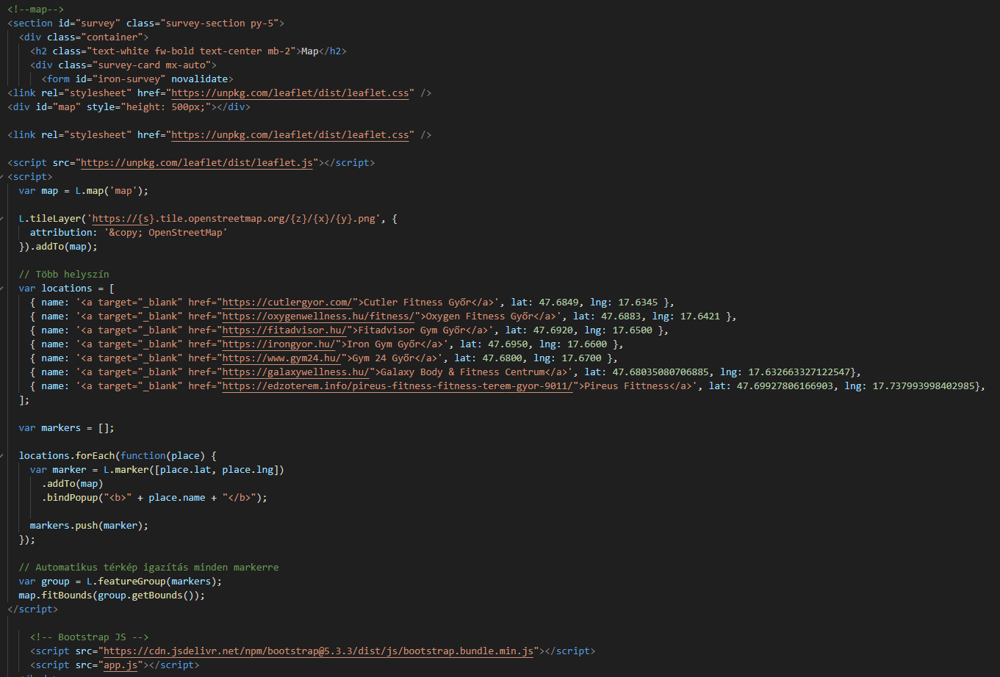 <!--map-->
<section id="survey" class="survey-section py-5">
<div class="container">
<h2 class="text-white fw-bold text-center mb-2">Map</h2>
<div class="survey-card mx-auto">
<form id="iron-survey" novalidate>
<link rel="stylesheet" href="https://unpkg.com/leaflet/dist/leaflet.css" />
<div id="map" style="height: 500px;"></div>
<link rel="stylesheet" href="https://unpkg.com/leaflet/dist/leaflet.css" />
<script src="https://unpkg.com/leaflet/dist/leaflet.js"></script>
<script>
var map = L.map('map');
L.tileLayer('https://{s}.tile.openstreetmap.org/{z}/{x}/{y}.png', {
attribution: '&copy; OpenStreetMap'
}).addTo(map);
// Több helyszín
var locations = [
{ name: '<a target="_blank" href="https://cutlergyor.com/">Cutler Fitness Győr</a>', lat: 47.6849, lng: 17.6345 },
{ name: '<a target="_blank" href="https://oxygenwellness.hu/fitness/">Oxygen Fitness Győr</a>', lat: 47.6883, lng: 17.6421 },
{ name: '<a target="_blank" href="https://fitadvisor.hu/">Fitadvisor Gym Győr</a>', lat: 47.6920, lng: 17.6500 },
{ name: '<a target="_blank" href="https://irongyor.hu/">Iron Gym Győr</a>', lat: 47.6950, lng: 17.6600 },
{ name: '<a target="_blank" href="https://www.gym24.hu/">Gym 24 Győr</a>', lat: 47.6800, lng: 17.6700 },
{ name: '<a target="_blank" href="https://galaxywellness.hu/">Galaxy Body & Fitness Centrum</a>', lat: 47.68035080706885, lng: 17.632663327122547},
{ name: '<a target="_blank" href="https://edzoterem.info/pireus-fitness-fitness-terem-gyor-9011/">Pireus Fittness</a>', lat: 47.69927806166903, lng: 17.737993998402985},
];
var markers = [];
locations.forEach(function(place) {
var marker = L.marker([place.lat, place.lng])
.addTo(map)
.bindPopup("<b>" + place.name + "</b>");
markers.push(marker);
});
// Automatikus térkép igazítás minden markerre
var group = L.featureGroup(markers);
map.fitBounds(group.getBounds());
</script>
<!-- Bootstrap JS -->
<script src="https://cdn.jsdelivr.net/npm/bootstrap@5.3.3/dist/js/bootstrap.bundle.min.js"></script>
<script src="app.js"></script>